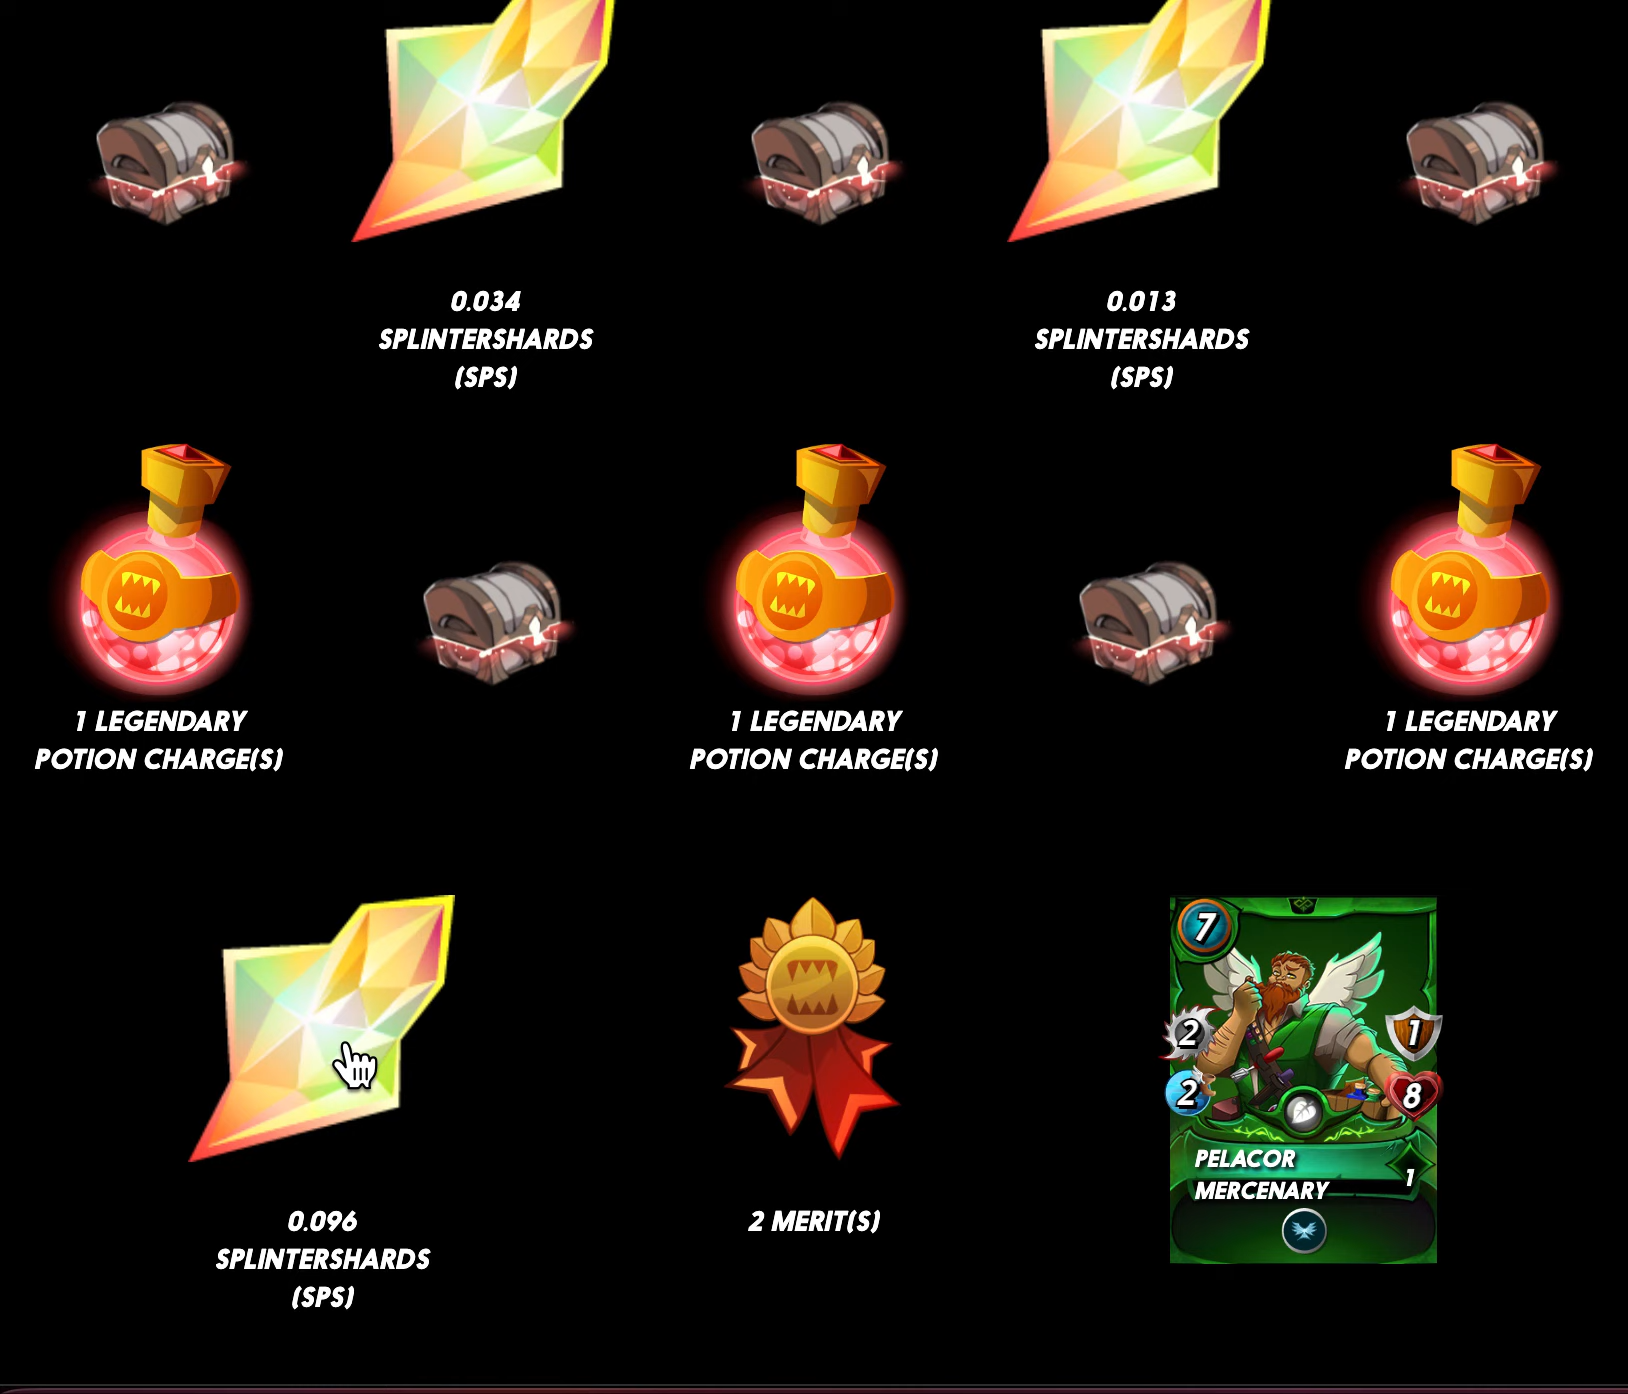 0.034
SPLINTERSHARDS
(SPS)
0.013
SPLINTERSHARDS
(SPS)
1 LEGENDARY
POTION CHARGE(S)
1 LEGENDARY
POTION CHARGE(S)
1 LEGENDARY
POTION CHARGE(S)
0.096
SPLINTERSHARDS
(SPS)
2 MERIT(S)
7
2
1
2
8
PELACOR
MERCENARY
1